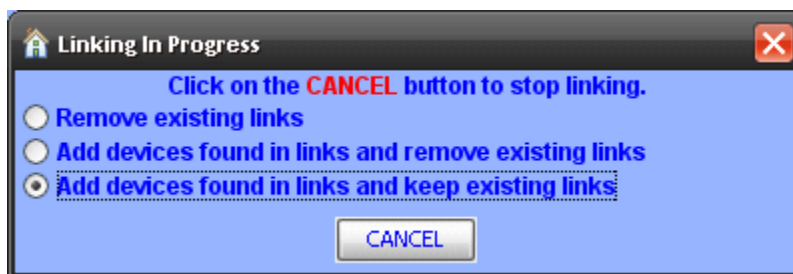 Linking In Progress
Click on the CANCEL button to stop linking.
Remove existing links
Add devices found in links and remove existing links
Add devices found in links and keep existing links
CANCEL